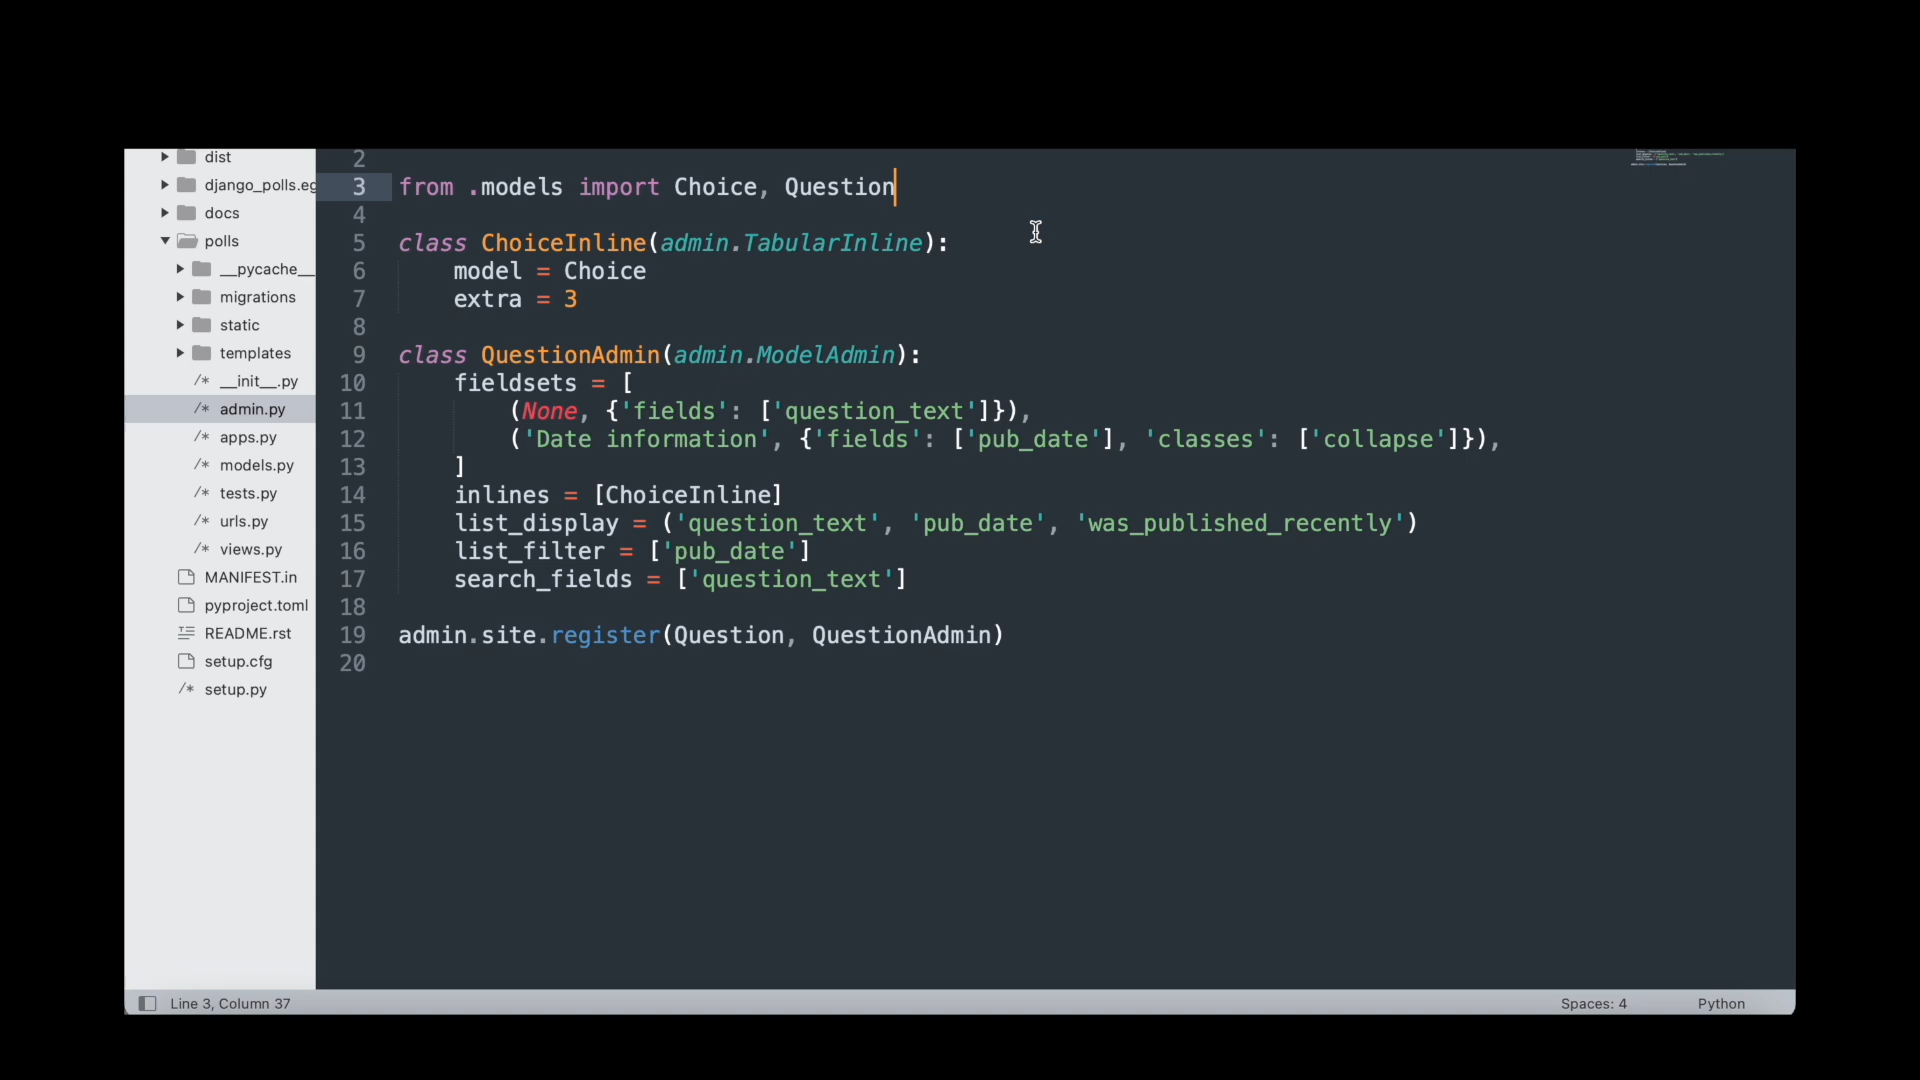 dist
django_polls.eg
docs
polls
__pycache__
migrations
static
templates
/* __init__.py
/* admin.py
/* apps.py
/* models.py
/* tests.py
/* urls.py
/* views.py
MANIFEST.in
pyproject.toml
README.rst
setup.cfg
/* setup.py
2
3 from .models import Choice, Question
4
5 class ChoiceInline(admin.TabularInline):
6     model = Choice
7     extra = 3
8
9 class QuestionAdmin(admin.ModelAdmin):
10     fieldsets = [
11         (None, {'fields': ['question_text']}),
12         ('Date information', {'fields': ['pub_date'], 'classes': ['collapse']}),
13     ]
14     inlines = [ChoiceInline]
15     list_display = ('question_text', 'pub_date', 'was_published_recently')
16     list_filter = ['pub_date']
17     search_fields = ['question_text']
18
19 admin.site.register(Question, QuestionAdmin)
20
Line 3, Column 37 Spaces: 4 Python